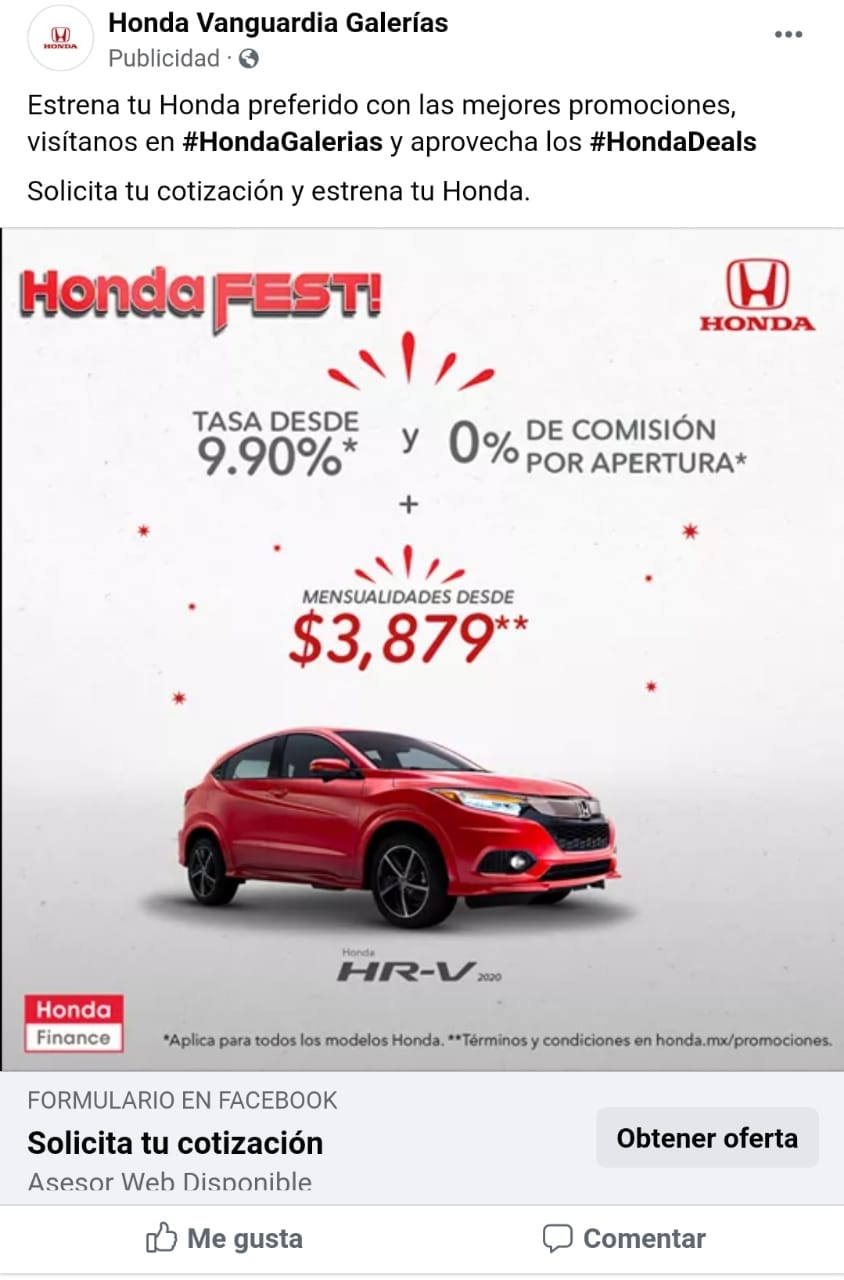 HONDA
Honda Vanguardia Galerías
Publicidad ·
Estrena tu Honda preferido con las mejores promociones,
visítanos en #HondaGalerias y aprovecha los #HondaDeals
Solicita tu cotización y estrena tu Honda.
Honda FEST!
HONDA
TASA DESDE
9.90%*
y
0%
DE COMISIÓN
POR APERTURA*
+
MENSUALIDADES DESDE
$3,879**
Honda
HR-V 2020
Honda
Finance
*Aplica para todos los modelos Honda. **Términos y condiciones en honda.mx/promociones.
FORMULARIO EN FACEBOOK
Solicita tu cotización
Asesor Web Disponible
Obtener oferta
Me gusta
Comentar